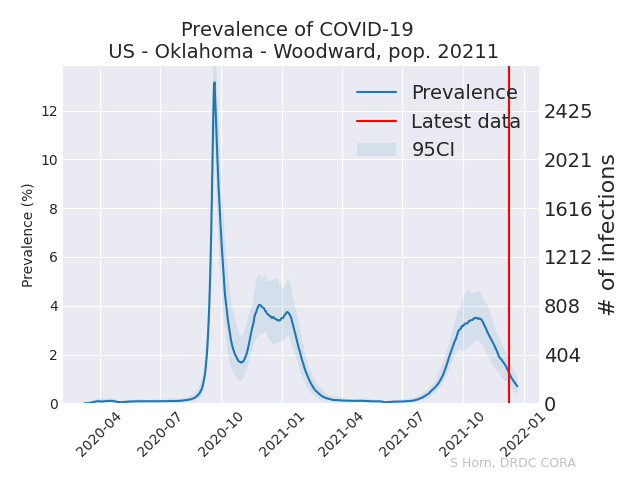 Prevalence of COVID-19
US - Oklahoma - Woodward, pop. 20211
Prevalence
Latest data
95CI
12
10
8
6
4
2
0
Prevalence (%)
2425
2021
1616
1212
808
404
0
# of infections
2020-04
2020-07
2020-10
2021-01
2021-04
2021-07
2021-10
2022-01
S Horn, DRDC CORA